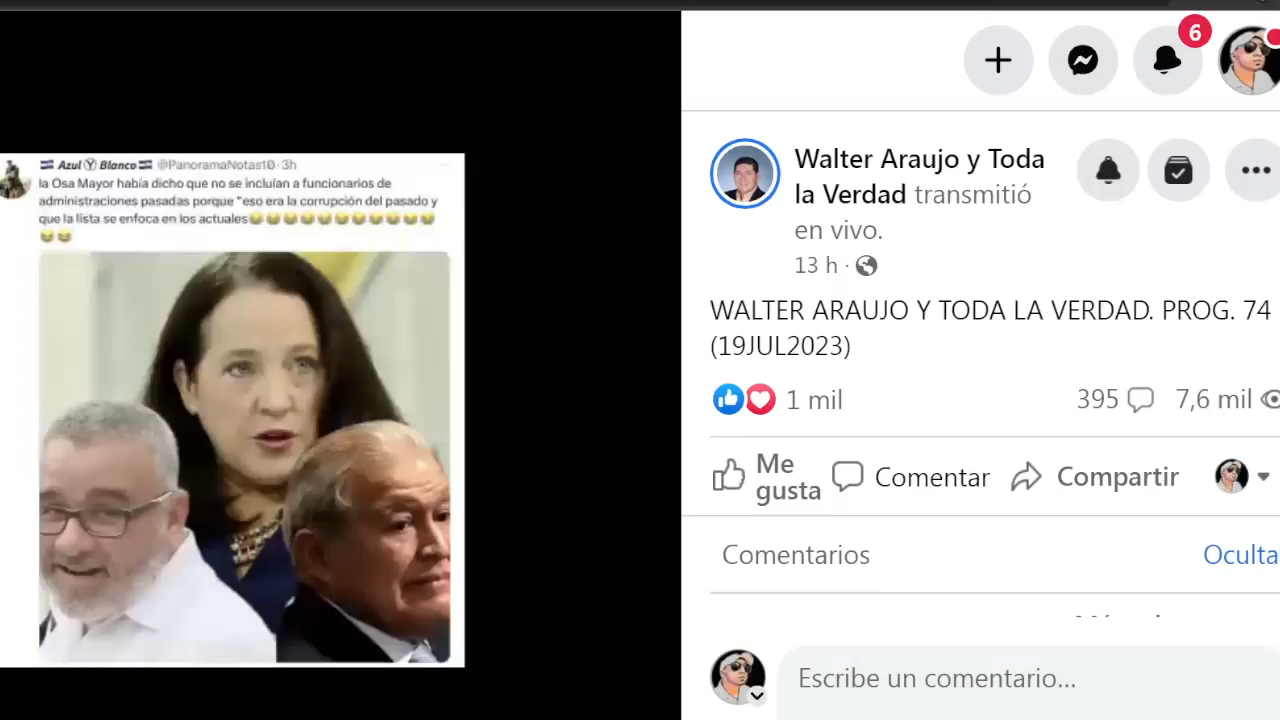 Azul Y Blanco @PanoramaNotas10 · 3h
la Osa Mayor había dicho que no se incluían a funcionarios de
administraciones pasadas porque "eso era la corrupción del pasado y
que la lista se enfoca en los actuales
6
Walter Araujo y Toda
la Verdad transmitió
en vivo.
13 h ·
WALTER ARAUJO Y TODA LA VERDAD. PROG. 74
(19JUL2023)
1 mil
395
7,6 mil
Me
gusta
Comentar
Compartir
Comentarios
Oculta
Escribe un comentario...